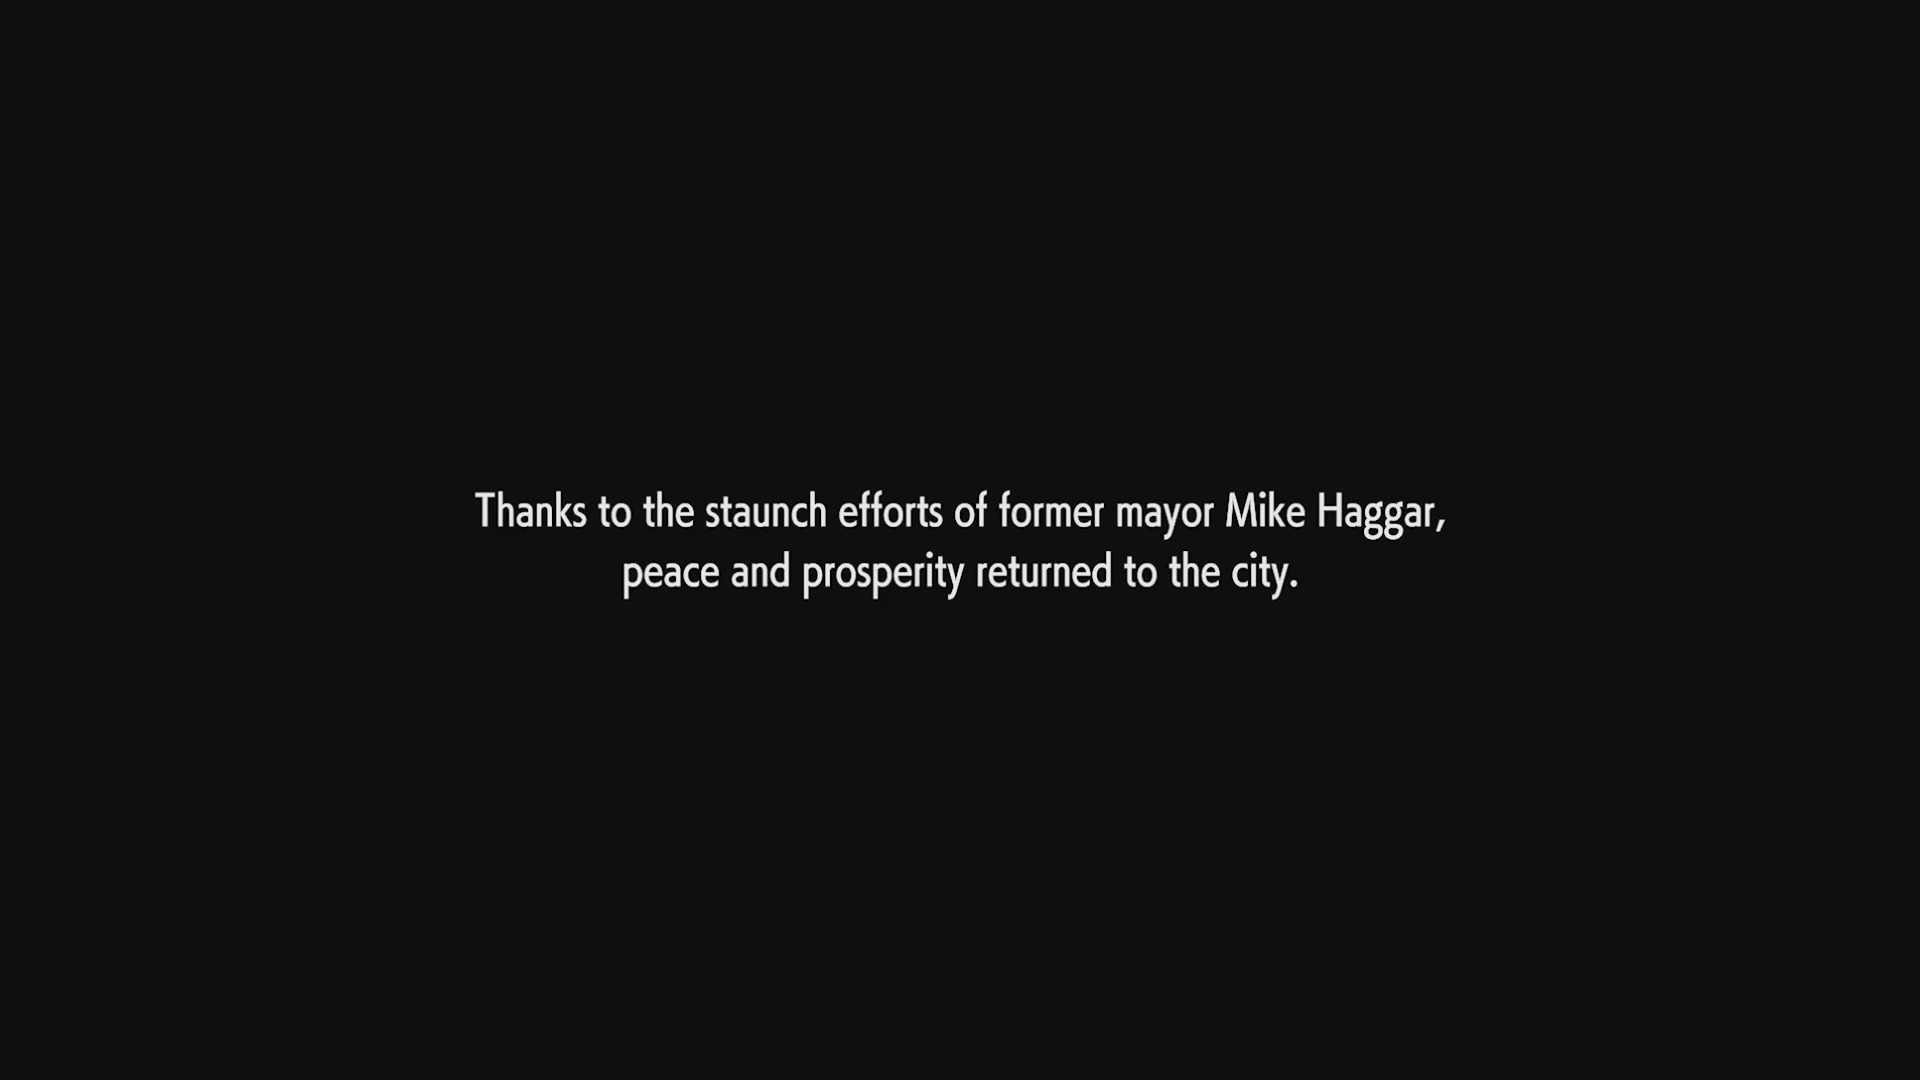 Thanks to the staunch efforts of former mayor Mike Haggar,
peace and prosperity returned to the city.